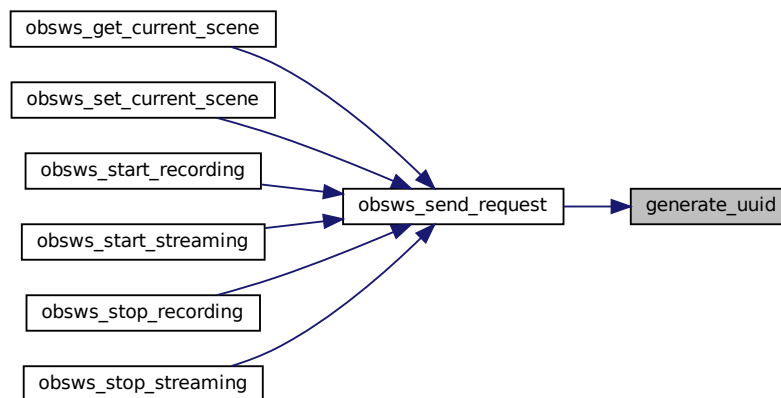 obsws_get_current_scene
obsws_set_current_scene
obsws_start_recording
obsws_send_request
generate_uuid
obsws_start_streaming
obsws_stop_recording
obsws_stop_streaming